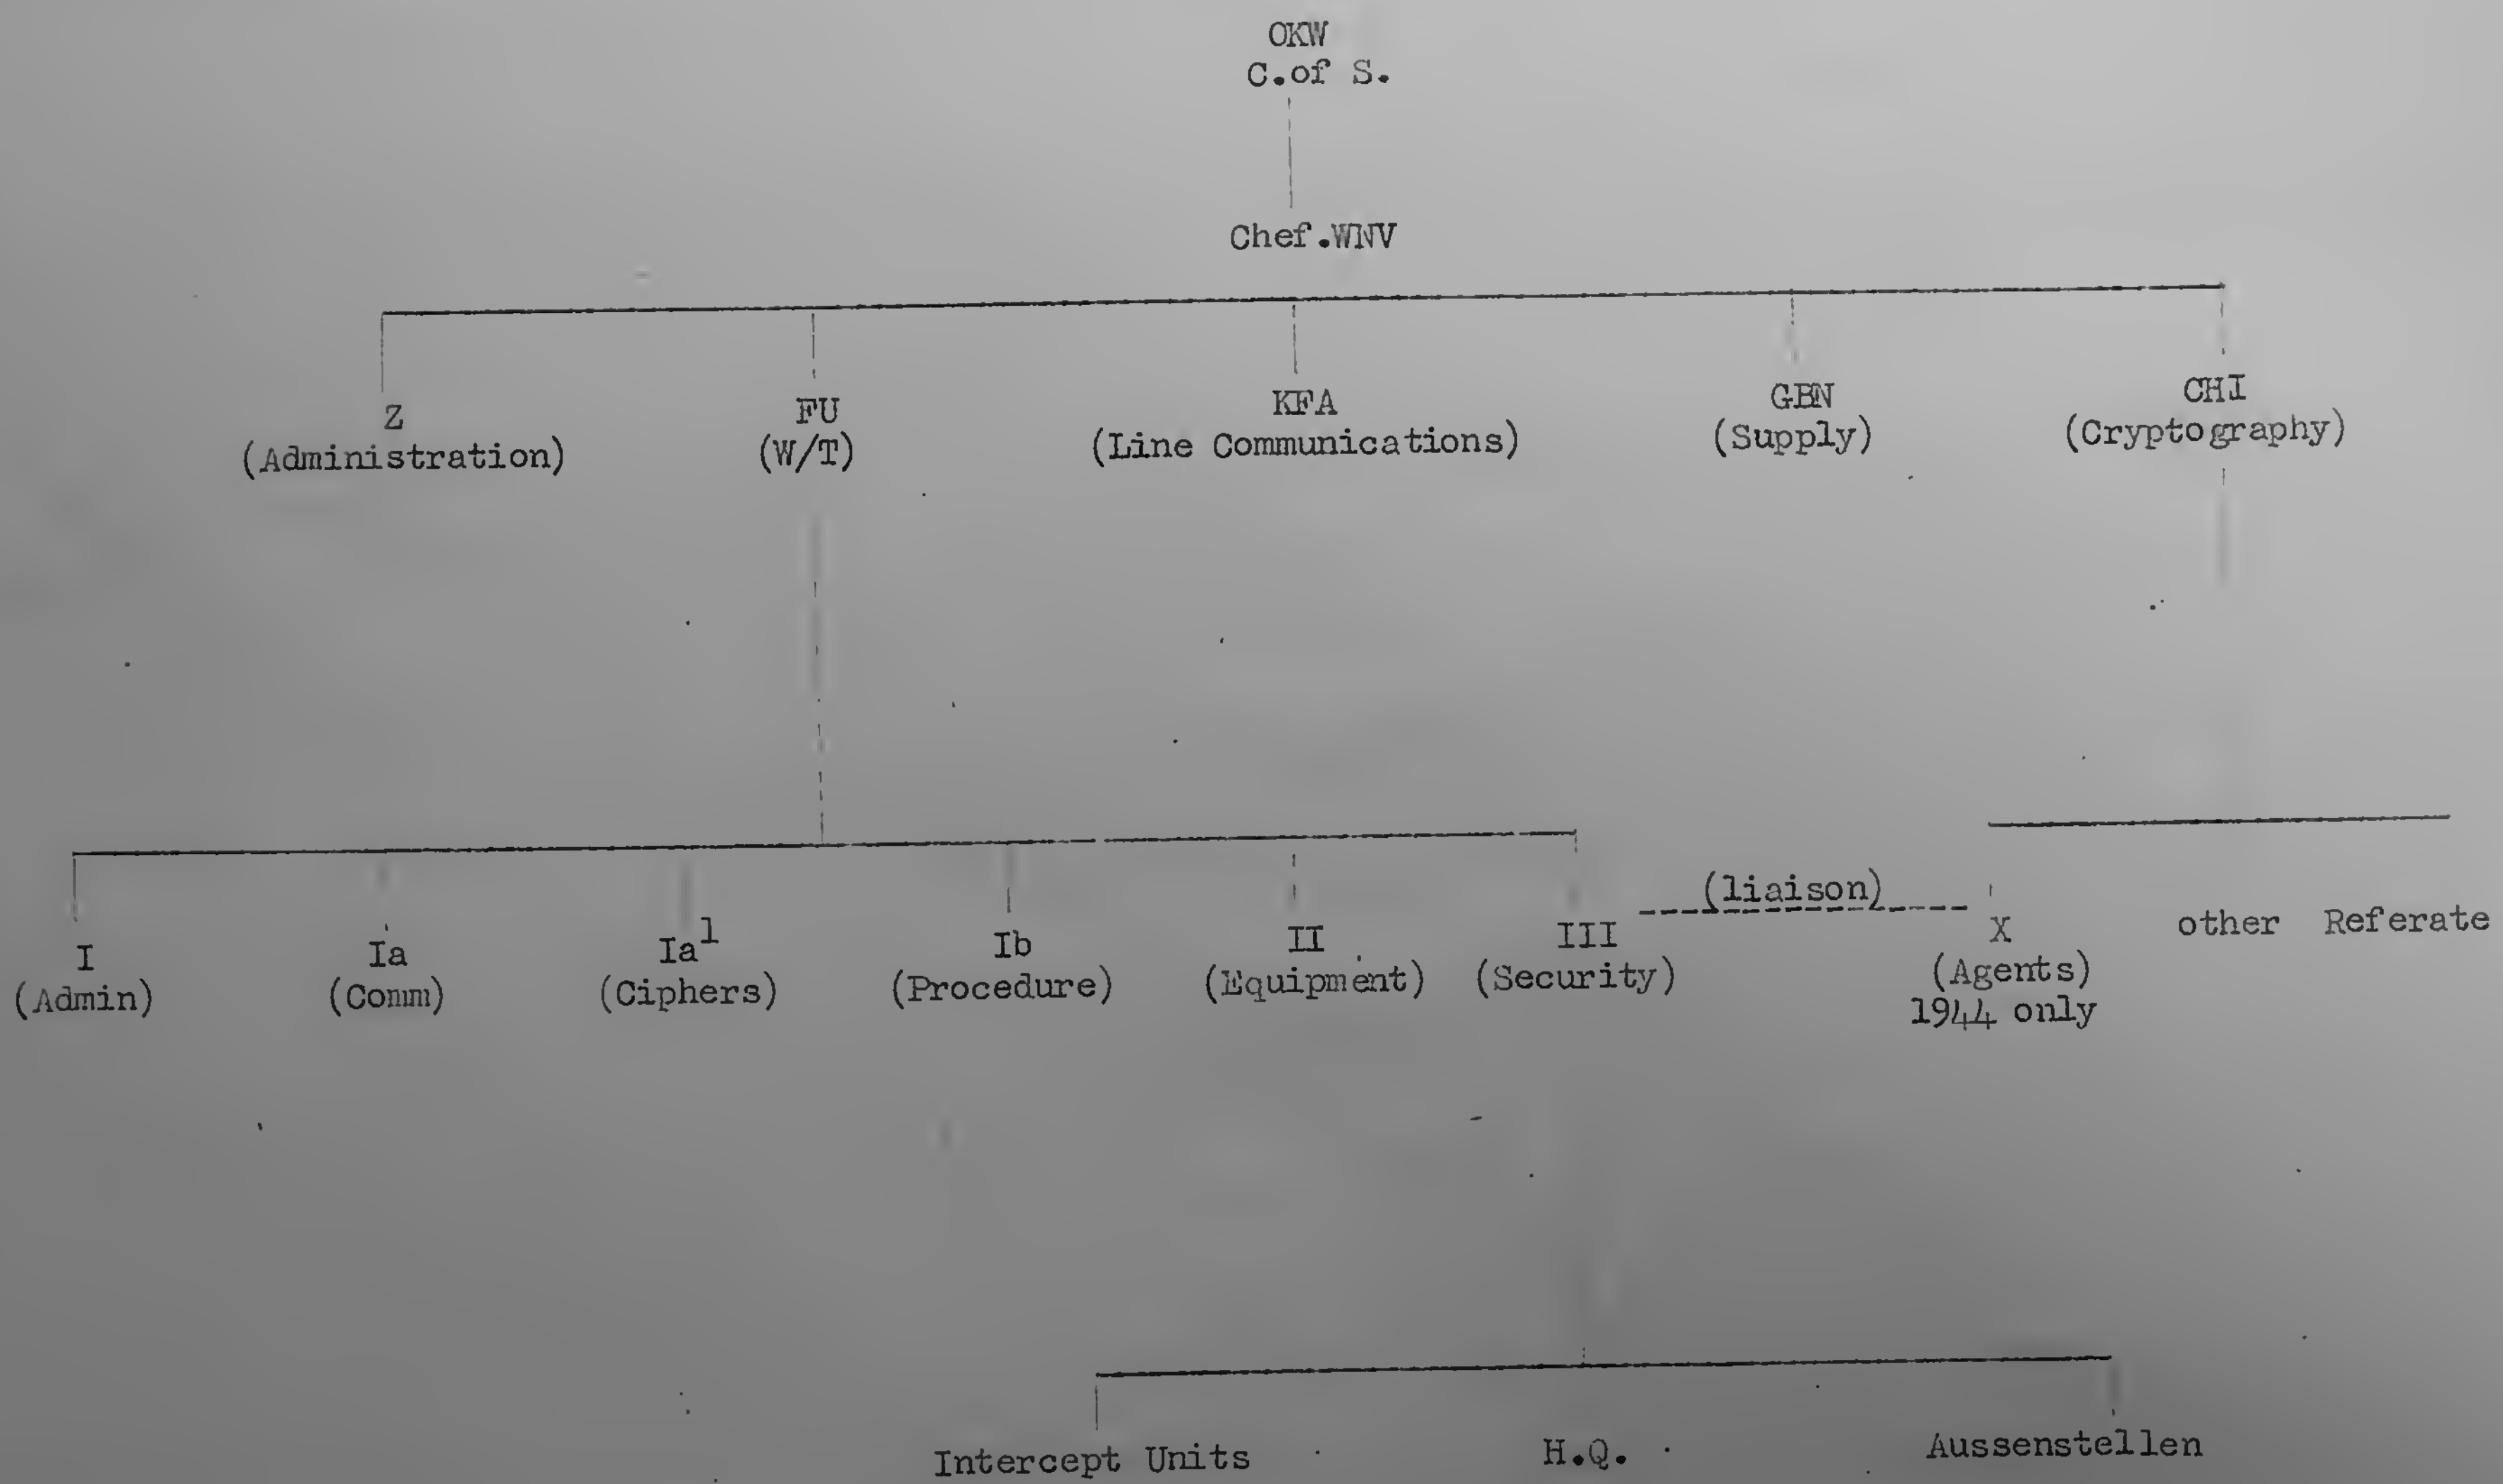 OKW
C.of S.
Chef.WNV
Z
(Administration)
FU
(W/T)
KFA
(Line Communications)
GBN
(Supply)
CHI
(Cryptography)
(liaison)
I
(Admin)
Ia
(Comm)
Ia1
(Ciphers)
Ib
(Procedure)
II
(Equipment)
III
(Security)
X
(Agents)
1944 only
other Referate
Intercept Units
H.Q.
Aussenstellen